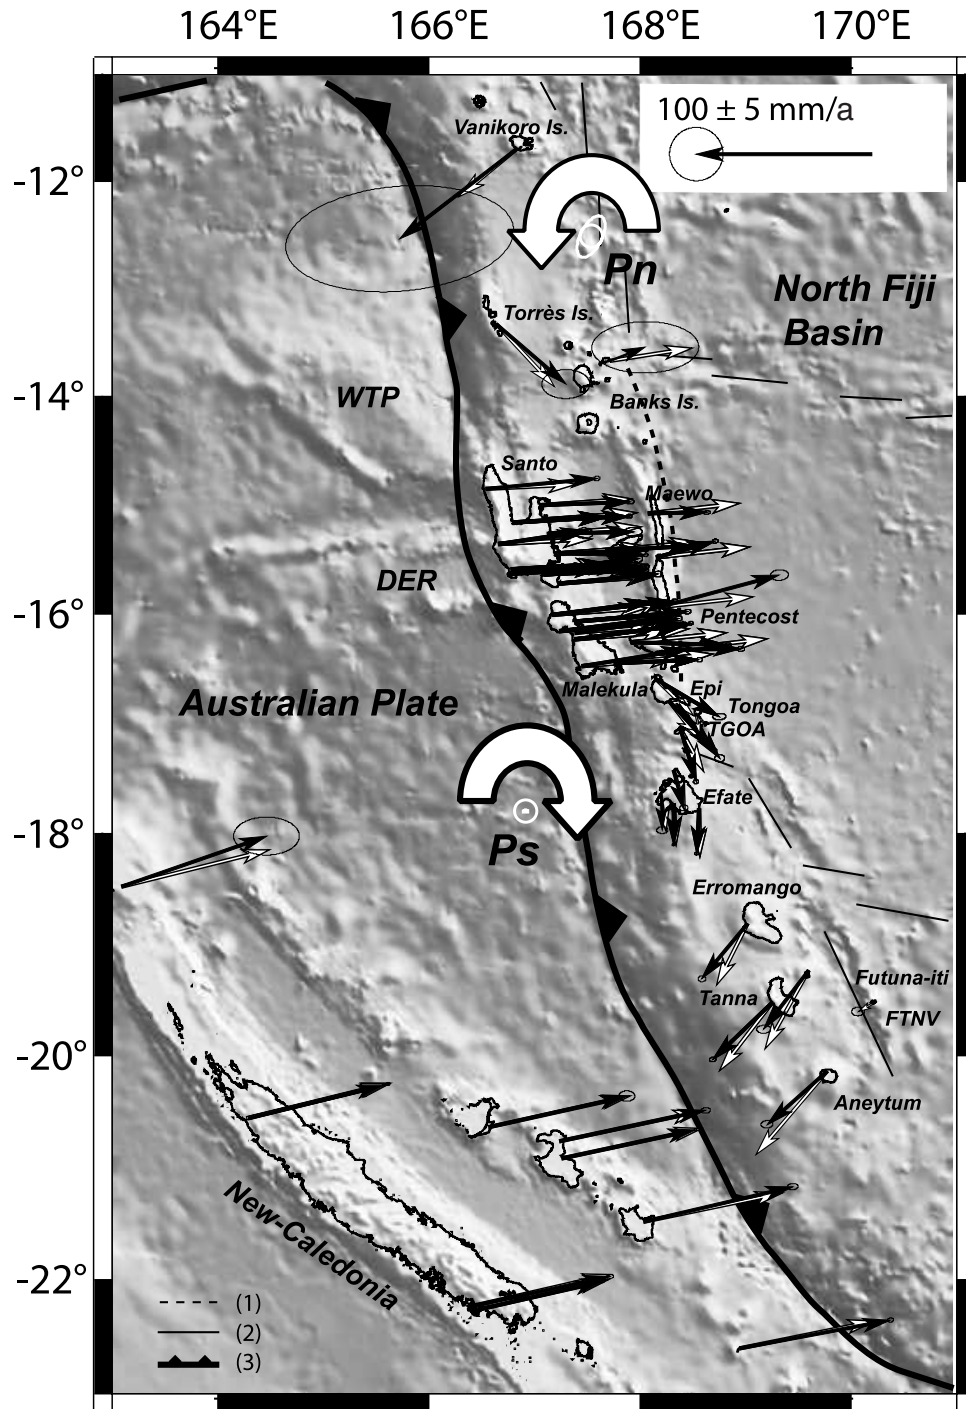 164°E 166°E 168°E 170°E
100 ± 5 mm/a
Vanikoro Is.
-12°
Pn
North Fiji
Basin
Torrès Is.
WTP
-14°
Banks Is.
Santo
Maewo
DER
-16°
Pentecost
Malekula
Epi
Australian Plate
Tongoa
TGOA
Efate
-18°
Ps
Erromango
Futuna-iti
Tanna
FTNV
-20°
Aneytum
New-Caledonia
-22°
(1)
(2)
(3)